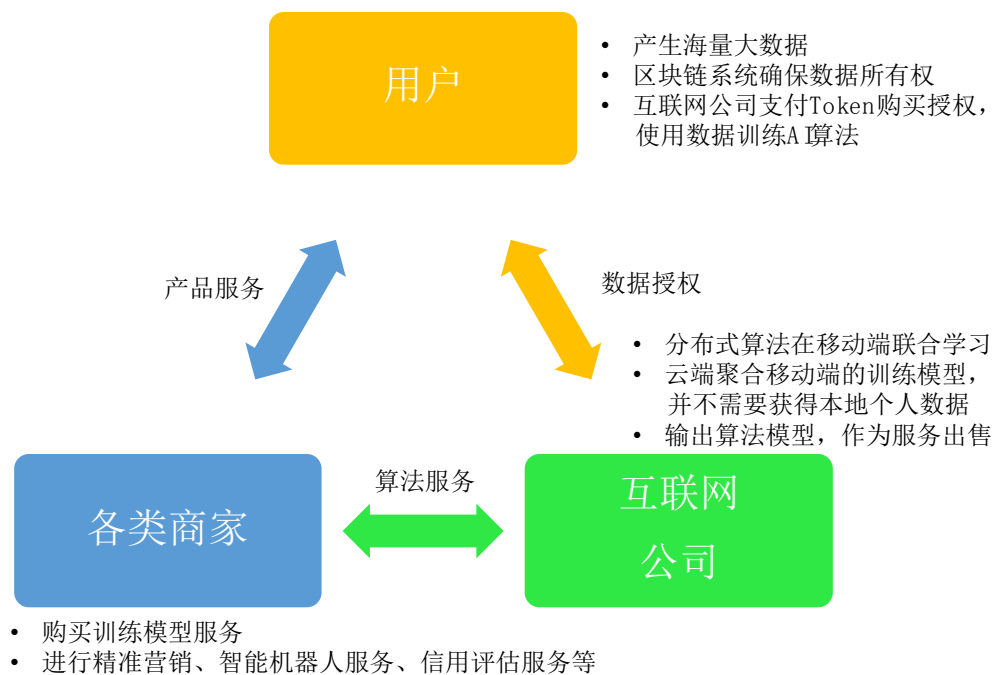 用户
• 产生海量大数据
• 区块链系统确保数据所有权
• 互联网公司支付Token购买授权，
使用数据训练AI算法
产品服务
数据授权
• 分布式算法在移动端联合学习
• 云端聚合移动端的训练模型，
并不需要获得本地个人数据
• 输出算法模型，作为服务出售
各类商家
算法服务
互联网
公司
• 购买训练模型服务
• 进行精准营销、智能机器人服务、信用评估服务等